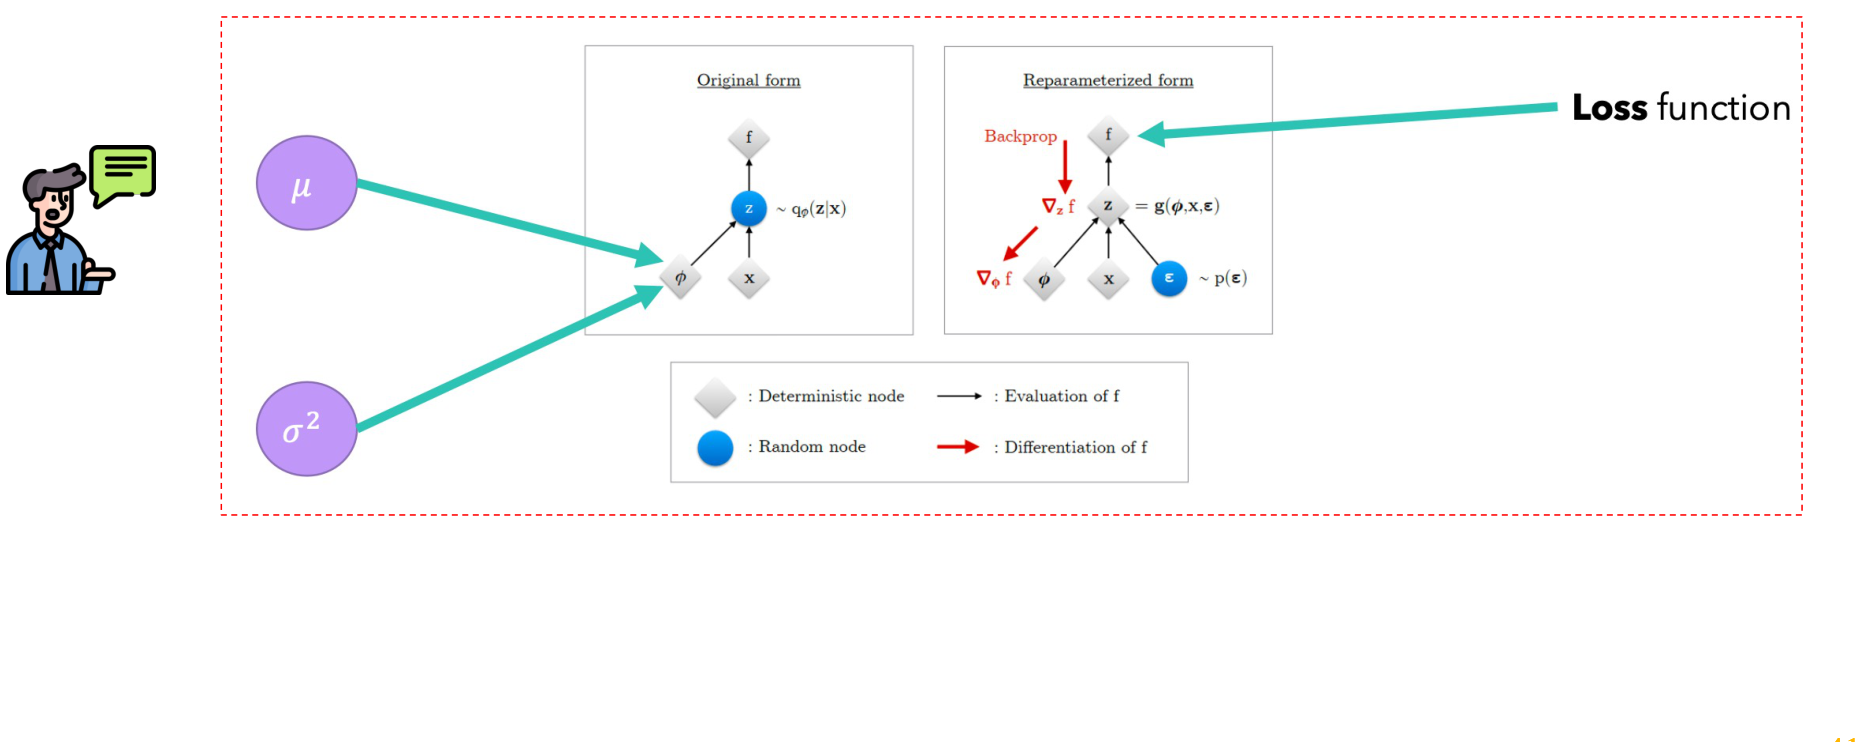 Original form
f
z ~ qϕ(z|x)
ϕ x
Reparameterized form
Backprop f
∇z f z = g(ϕ,x,ε)
∇ϕ f ϕ x ε ~ p(ε)
Loss function
μ
σ²
: Deterministic node : Evaluation of f
: Random node : Differentiation of f